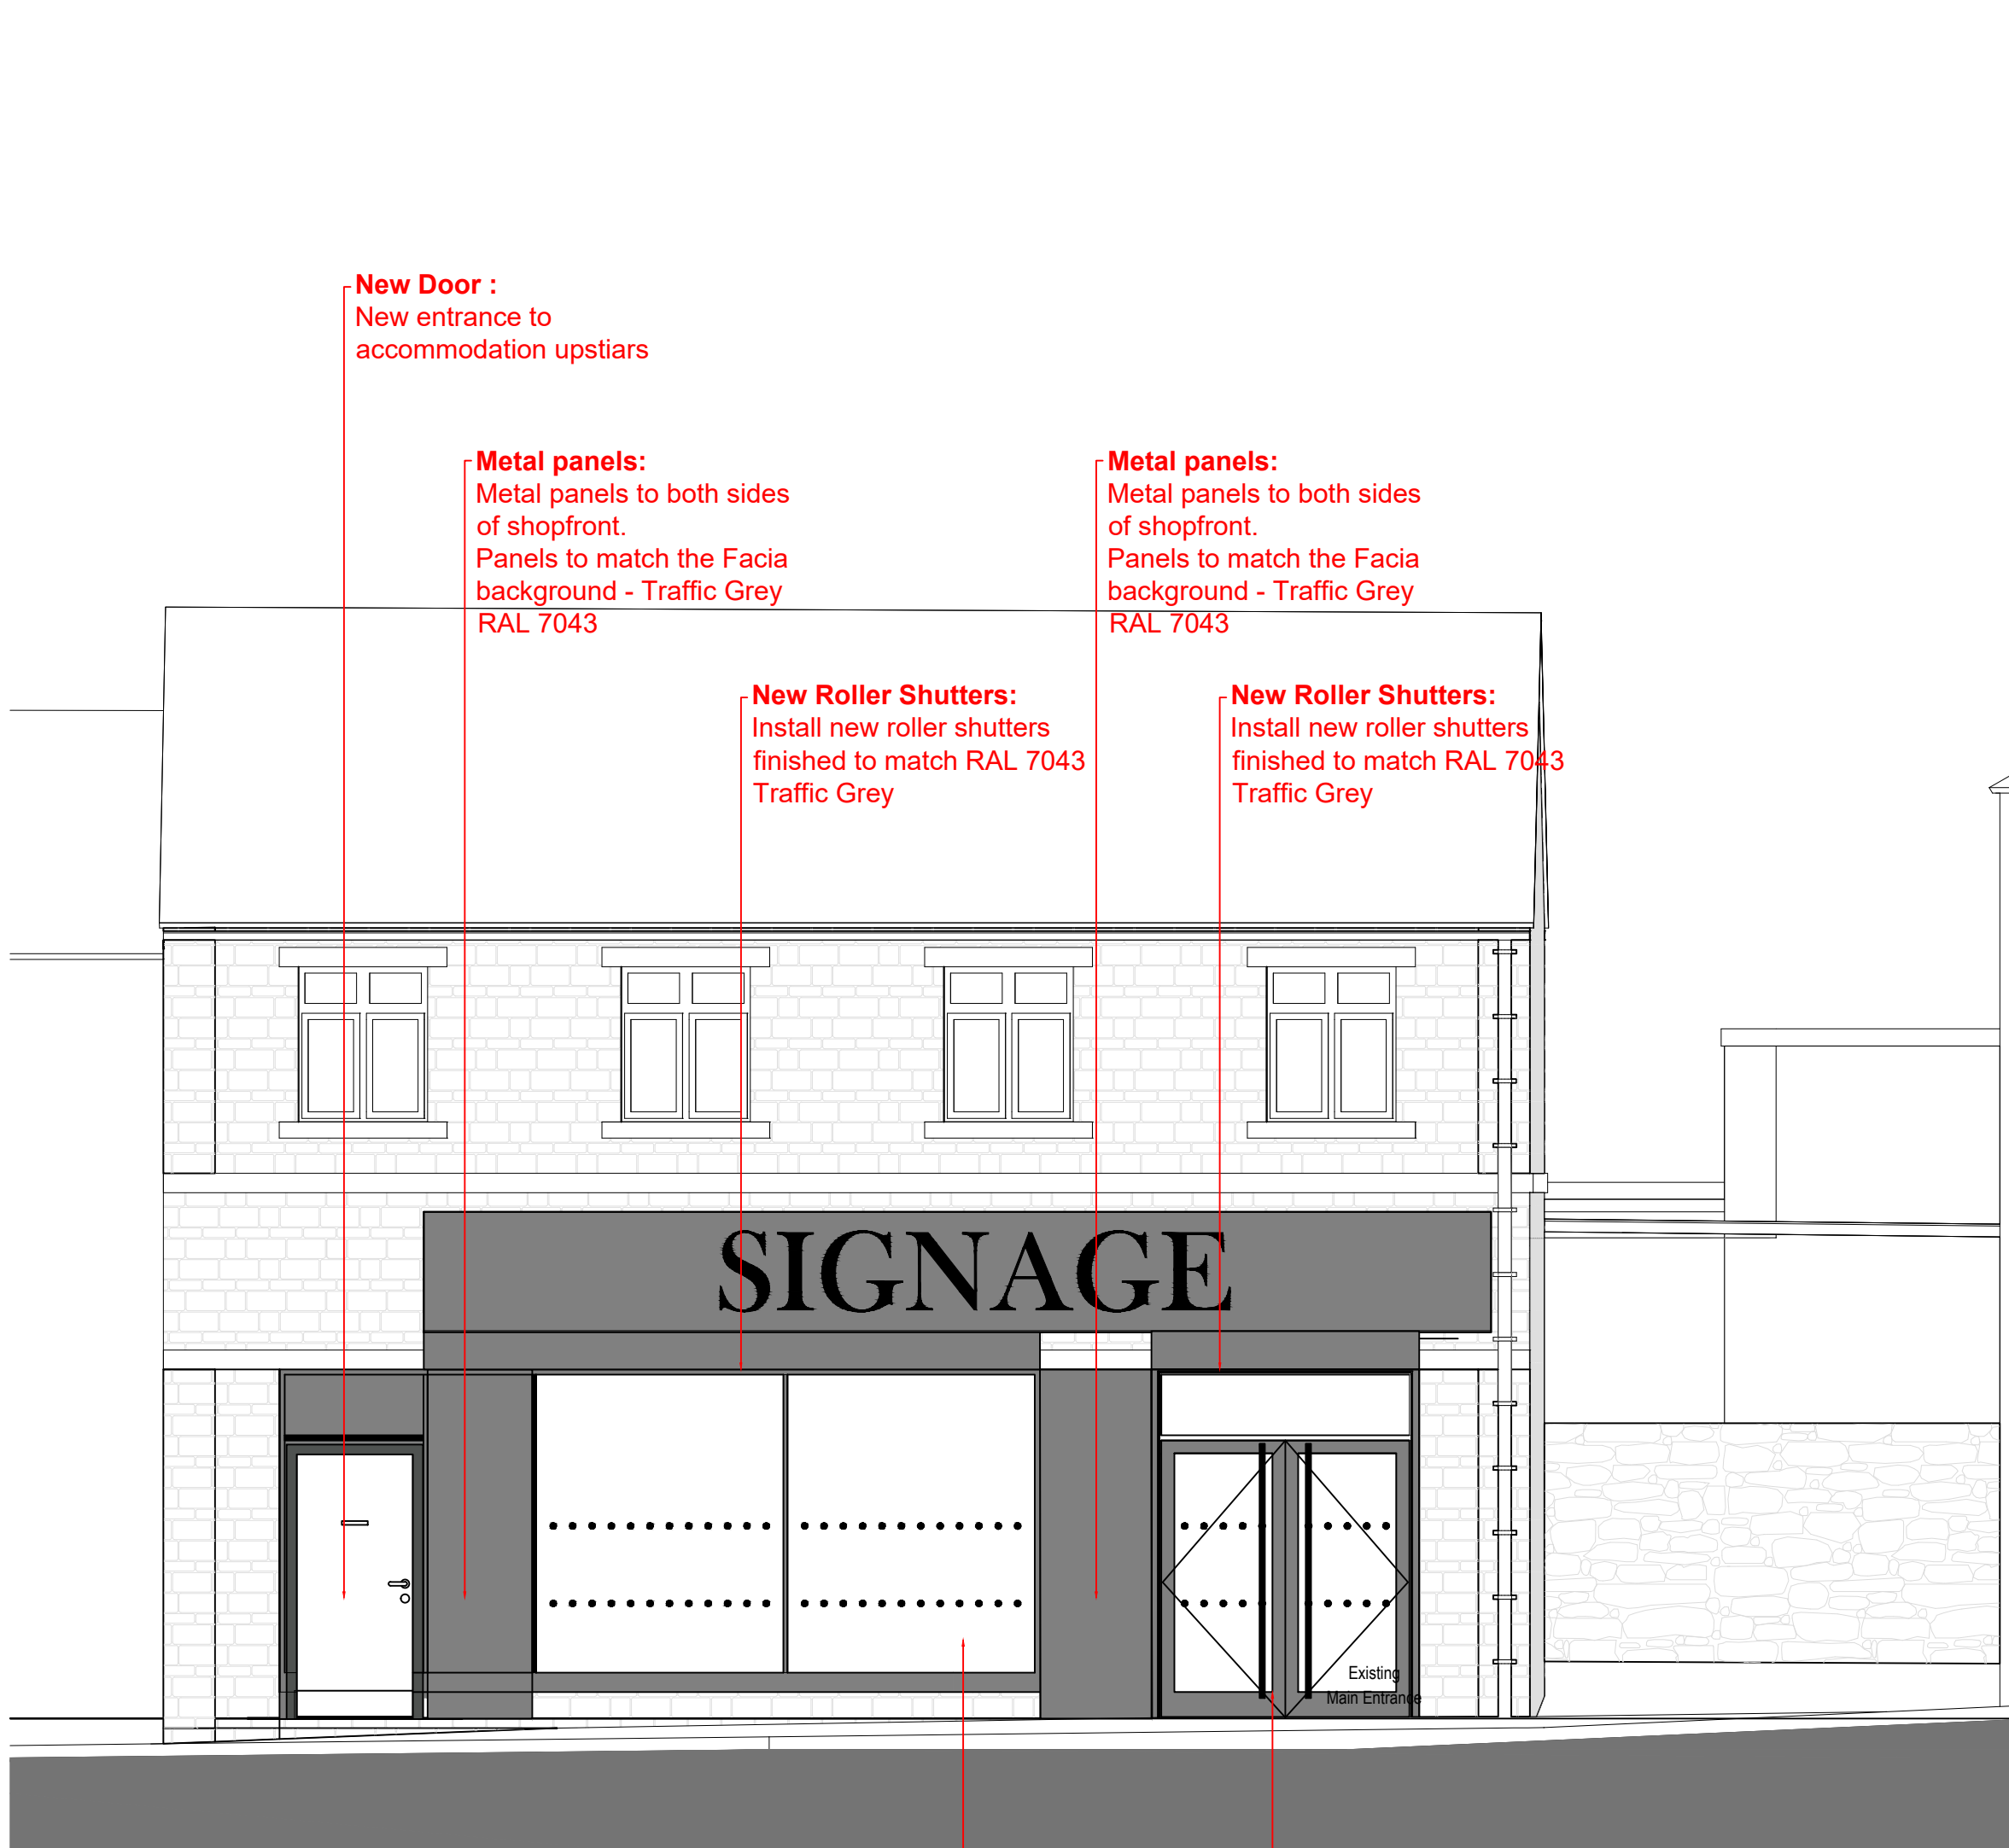 New Door :
New entrance to
accommodation upstiars
Metal panels:
Metal panels to both sides
of shopfront.
Panels to match the Facia
background - Traffic Grey
RAL 7043
Metal panels:
Metal panels to both sides
of shopfront.
Panels to match the Facia
background - Traffic Grey
RAL 7043
New Roller Shutters:
Install new roller shutters
finished to match RAL 7043
Traffic Grey
New Roller Shutters:
Install new roller shutters
finished to match RAL 7043
Traffic Grey
SIGNAGE
Existing
Main Entrance